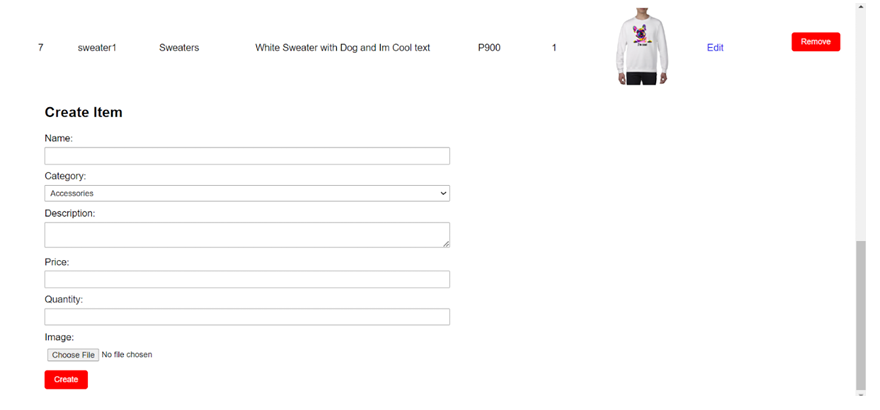 7 sweater1 Sweaters White Sweater with Dog and Im Cool text P900 1 Edit Remove
Create Item
Name:
Category:
Accessories
Description:
Price:
Quantity:
Image:
Choose File No file chosen
Create